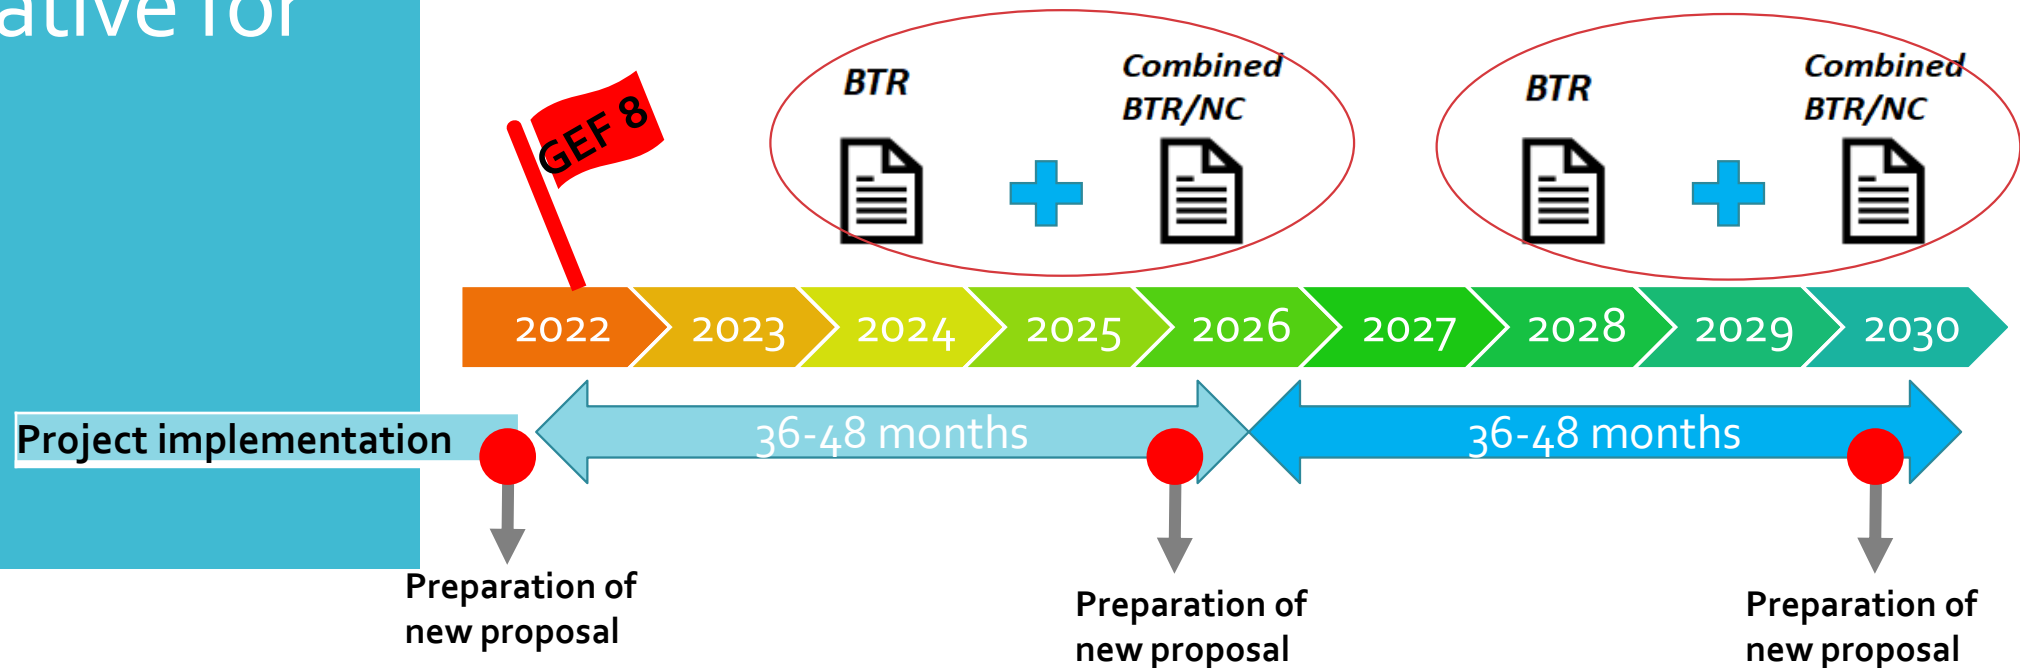 ative for
GEF 8
BTR
Combined
BTR/NC
BTR
Combined
BTR/NC
2022
2023
2024
2025
2026
2027
2028
2029
2030
Project implementation
36-48 months
36-48 months
Preparation of
new proposal
Preparation of
new proposal
Preparation of
new proposal